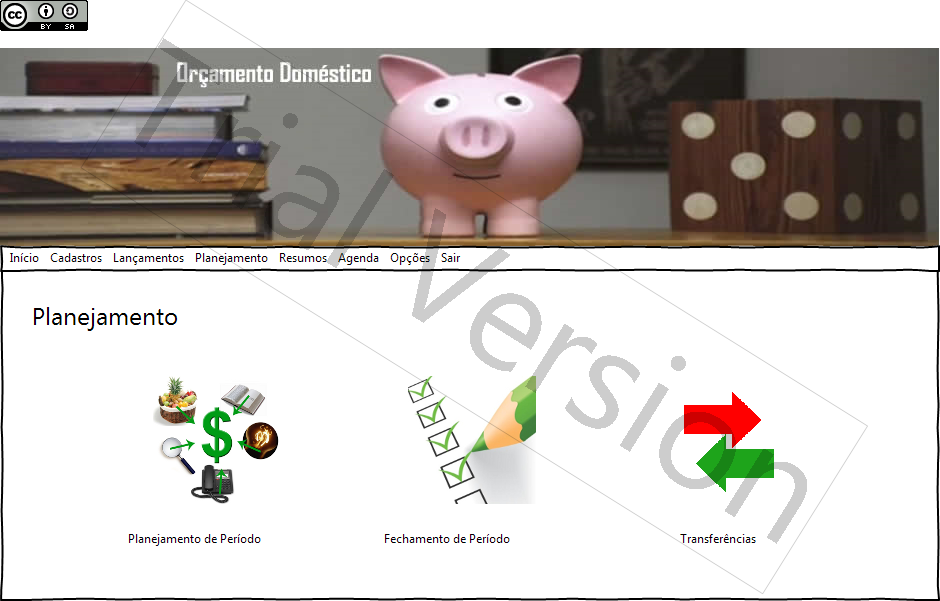 cc BY SA
Orçamento Doméstico
Início Cadastros Lançamentos Planejamento Resumos Agenda Opções Sair
Planejamento
Trial Version
Planejamento de Período Fechamento de Período Transferências